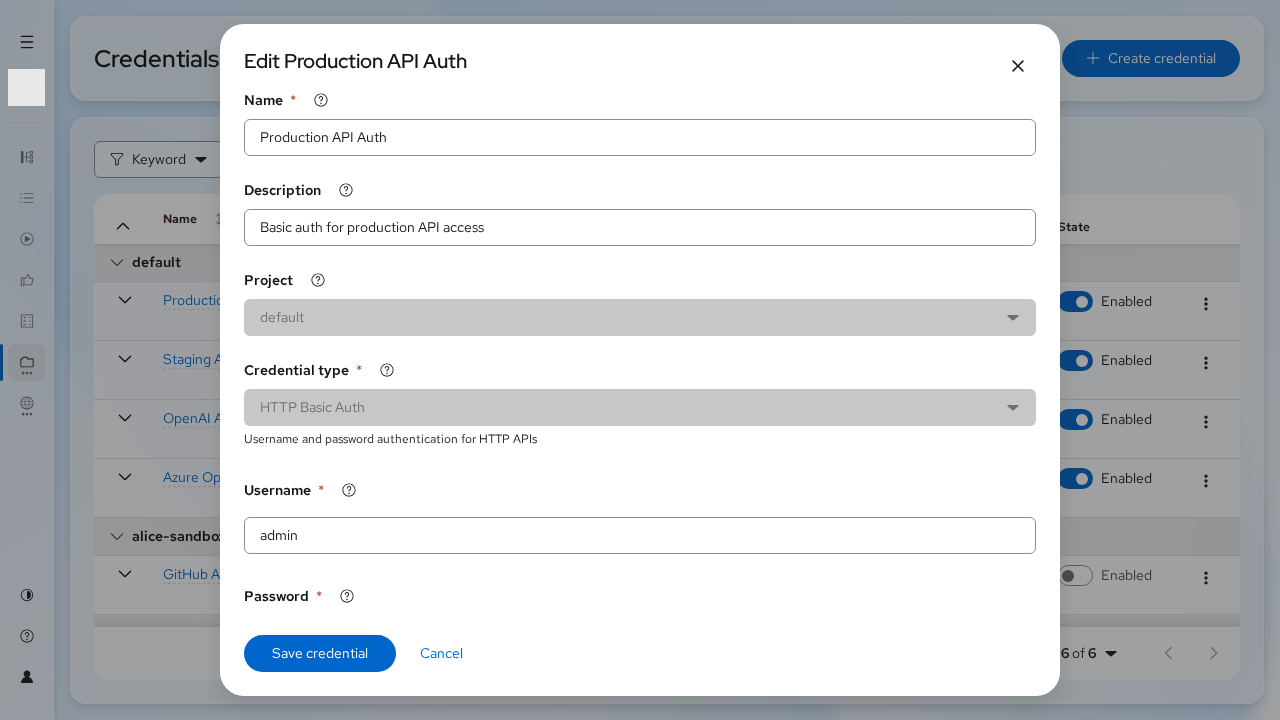 Credentials
Create credential
Keyword
Name
State
default
Productio
Enabled
Staging A
Enabled
OpenAI A
Enabled
Azure Op
Enabled
alice-sandbo
GitHub A
Enabled
6 of 6
Edit Production API Auth
Name *
Production API Auth
Description
Basic auth for production API access
Project
default
Credential type *
HTTP Basic Auth
Username and password authentication for HTTP APIs
Username *
admin
Password *
Save credential
Cancel